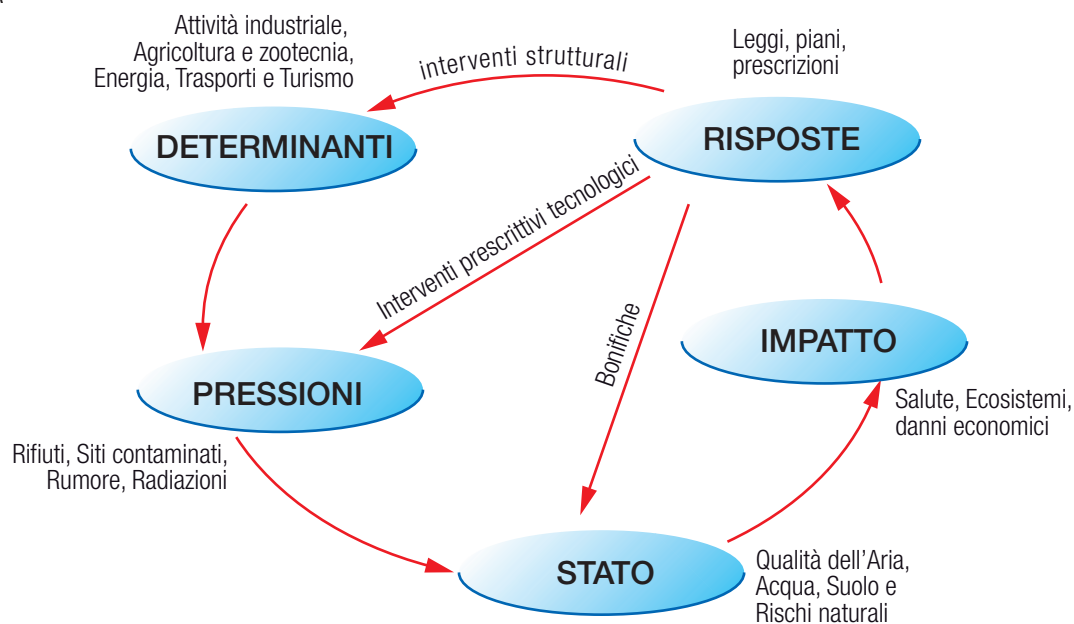 Attività industriale,
Agricoltura e zootecnia,
Energia, Trasporti e Turismo
interventi strutturali
Leggi, piani,
prescrizioni
DETERMINANTI
RISPOSTE
Interventi prescrittivi tecnologici
Bonifiche
IMPATTO
Salute, Ecosistemi,
danni economici
PRESSIONI
Rifiuti, Siti contaminati,
Rumore, Radiazioni
STATO
Qualità dell'Aria,
Acqua, Suolo e
Rischi naturali